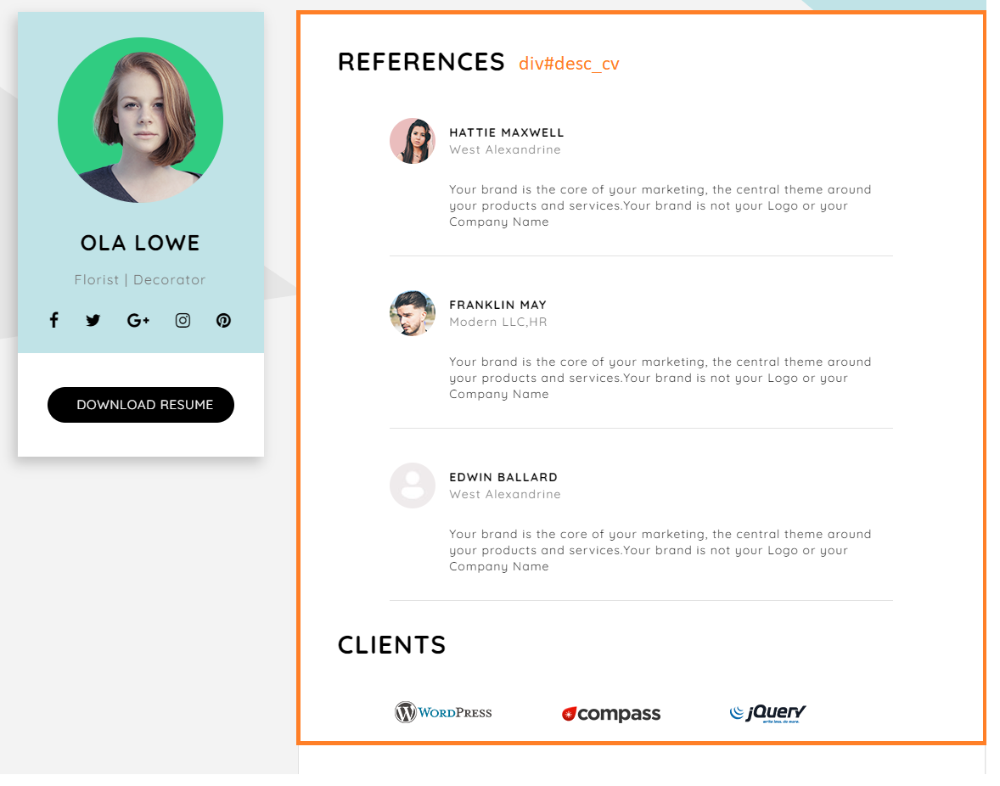 OLA LOWE
Florist | Decorator
DOWNLOAD RESUME
REFERENCES div#desc_cv
HATTIE MAXWELL
West Alexandrine
Your brand is the core of your marketing, the central theme around
your products and services.Your brand is not your Logo or your
Company Name
FRANKLIN MAY
Modern LLC,HR
Your brand is the core of your marketing, the central theme around
your products and services.Your brand is not your Logo or your
Company Name
EDWIN BALLARD
West Alexandrine
Your brand is the core of your marketing, the central theme around
your products and services.Your brand is not your Logo or your
Company Name
CLIENTS
WORDPRESS
compass
jQuery
write less, do more.